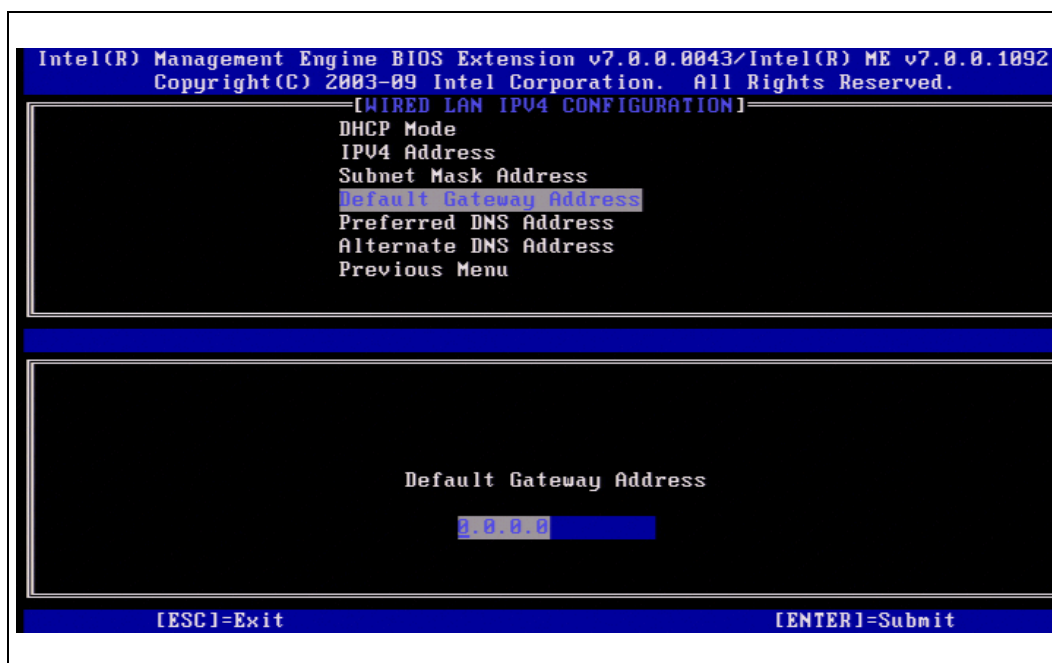 Intel(R) Management Engine BIOS Extension v7.0.0.0043/Intel(R) ME v7.0.0.1092
Copyright(C) 2003-09 Intel Corporation. All Rights Reserved.
[WIRED LAN IPV4 CONFIGURATION]
DHCP Mode
IPV4 Address
Subnet Mask Address
Default Gateway Address
Preferred DNS Address
Alternate DNS Address
Previous Menu
Default Gateway Address
0.0.0.0
[ESC]=Exit [ENTER]=Submit